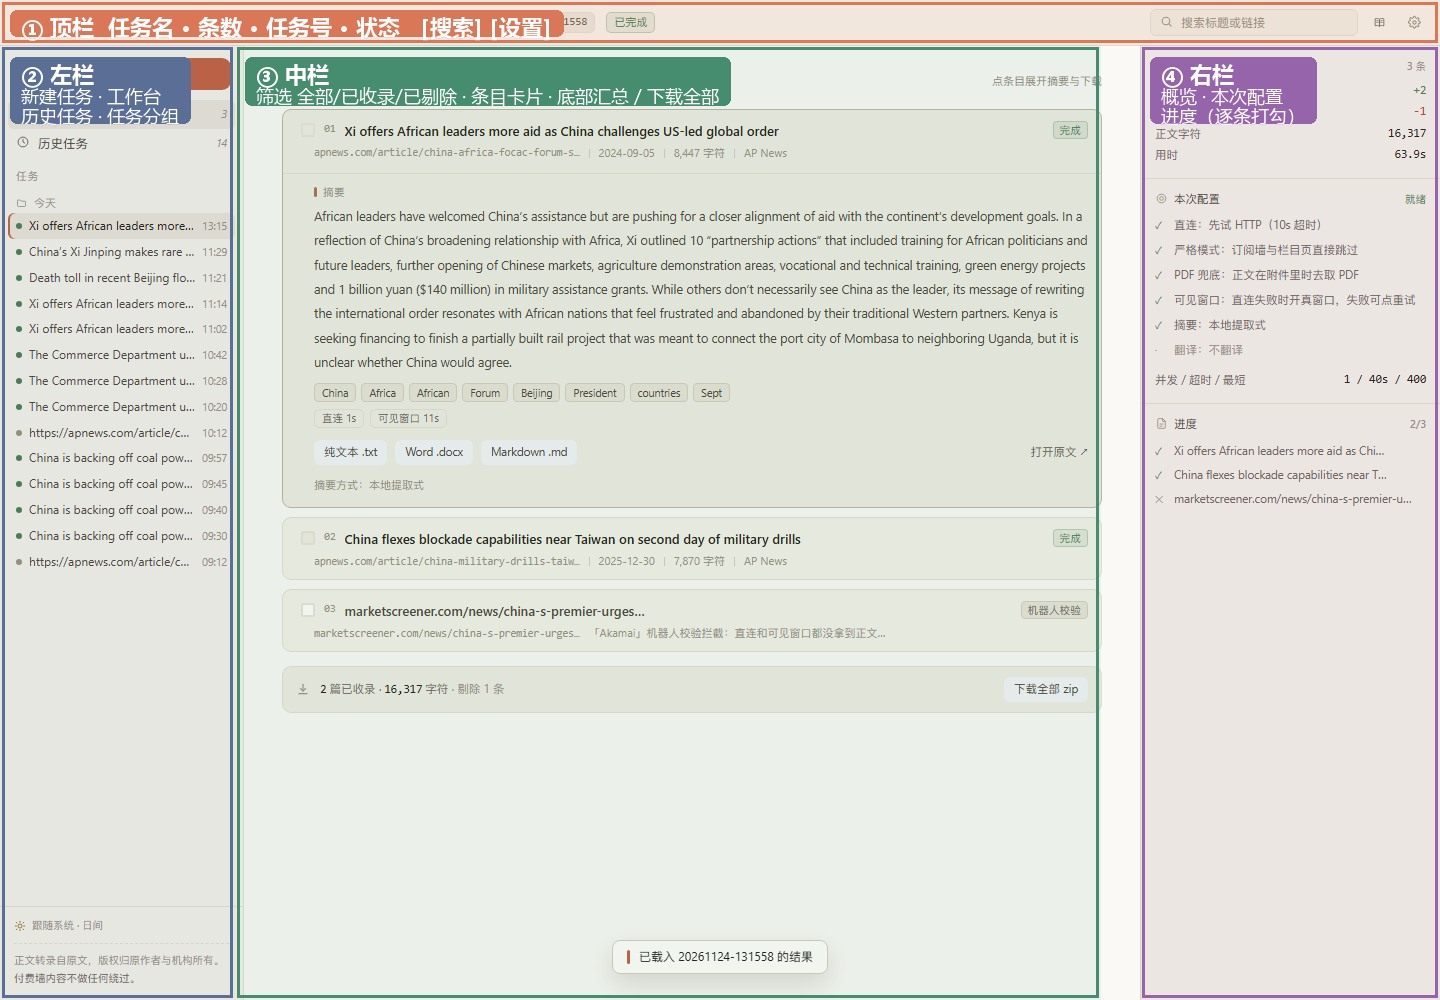 ① 顶栏 任务名 · 条数 · 任务号 · 状态 [搜索] [设置]
1558
已完成
搜索标题或链接
② 左栏
新建任务 · 工作台
历史任务 · 任务分组
3
历史任务 14
任务
今天
Xi offers African leaders more... 13:15
China's Xi Jinping makes rare ... 11:29
Death toll in recent Beijing flo... 11:21
Xi offers African leaders more... 11:14
Xi offers African leaders more... 11:02
The Commerce Department u... 10:42
The Commerce Department u... 10:28
The Commerce Department u... 10:20
https://apnews.com/article/c... 10:12
China is backing off coal pow... 09:57
China is backing off coal pow... 09:45
China is backing off coal pow... 09:40
China is backing off coal pow... 09:30
https://apnews.com/article/c... 09:12
跟随系统 · 日间
正文转录自原文，版权归原作者与机构所有。
付费墙内容不做任何绕过。
③ 中栏
筛选 全部/已收录/已剔除 · 条目卡片 · 底部汇总 / 下载全部
点条目展开摘要与下载
01 Xi offers African leaders more aid as China challenges US-led global order 完成
apnews.com/article/china-africa-focac-forum-s… | 2024-09-05 | 8,447 字符 | AP News
摘要
African leaders have welcomed China's assistance but are pushing for a closer alignment of aid with the continent's development goals. In a
reflection of China's broadening relationship with Africa, Xi outlined 10 “partnership actions” that included training for African politicians and
future leaders, further opening of Chinese markets, agriculture demonstration areas, vocational and technical training, green energy projects
and 1 billion yuan ($140 million) in military assistance grants. While others don't necessarily see China as the leader, its message of rewriting
the international order resonates with African nations that feel frustrated and abandoned by their traditional Western partners. Kenya is
seeking financing to finish a partially built rail project that was meant to connect the port city of Mombasa to neighboring Uganda, but it is
unclear whether China would agree.
China Africa African Forum Beijing President countries Sept
直连 1s 可见窗口 11s
纯文本 .txt Word .docx Markdown .md 打开原文 ↗
摘要方式：本地提取式
02 China flexes blockade capabilities near Taiwan on second day of military drills 完成
apnews.com/article/china-military-drills-taiw… | 2025-12-30 | 7,870 字符 | AP News
03 marketscreener.com/news/china-s-premier-urges... 机器人校验
marketscreener.com/news/china-s-premier-urges… 「Akamai」机器人校验拦截：直连和可见窗口都没拿到正文...
2 篇已收录 · 16,317 字符 · 剔除 1 条 下载全部 zip
已载入 20261124-131558 的结果
④ 右栏
概览 · 本次配置
进度（逐条打勾）
3 条
+2
-1
正文字符 16,317
用时 63.9s
本次配置 就绪
✓ 直连：先试 HTTP（10s 超时）
✓ 严格模式：订阅墙与栏目页直接跳过
✓ PDF 兜底：正文在附件里时去取 PDF
✓ 可见窗口：直连失败时开真窗口，失败可点重试
✓ 摘要：本地提取式
- 翻译：不翻译
并发 / 超时 / 最短 1 / 40s / 400
进度 2/3
✓ Xi offers African leaders more aid as Chi...
✓ China flexes blockade capabilities near T...
✕ marketscreener.com/news/china-s-premier-u...